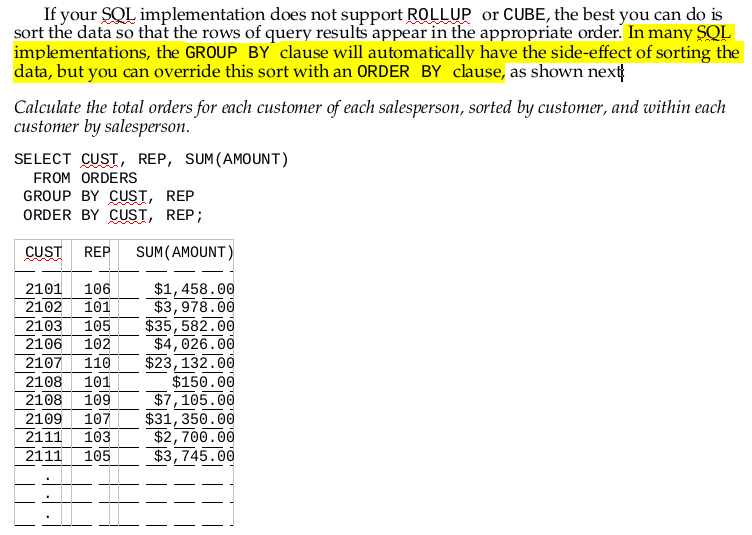 If your SQL implementation does not support ROLLUP or CUBE, the best you can do is
sort the data so that the rows of query results appear in the appropriate order. In many SQL
implementations, the GROUP BY clause will automatically have the side-effect of sorting the
data, but you can override this sort with an ORDER BY clause, as shown next:
Calculate the total orders for each customer of each salesperson, sorted by customer, and within each
customer by salesperson.
SELECT CUST, REP, SUM(AMOUNT)
FROM ORDERS
GROUP BY CUST, REP
ORDER BY CUST, REP;
CUST REP SUM(AMOUNT)
2101 106 $1,458.00
2102 101 $3,978.00
2103 105 $35,582.00
2106 102 $4,026.00
2107 110 $23,132.00
2108 101 $150.00
2108 109 $7,105.00
2109 107 $31,350.00
2111 103 $2,700.00
2111 105 $3,745.00
.
.
.